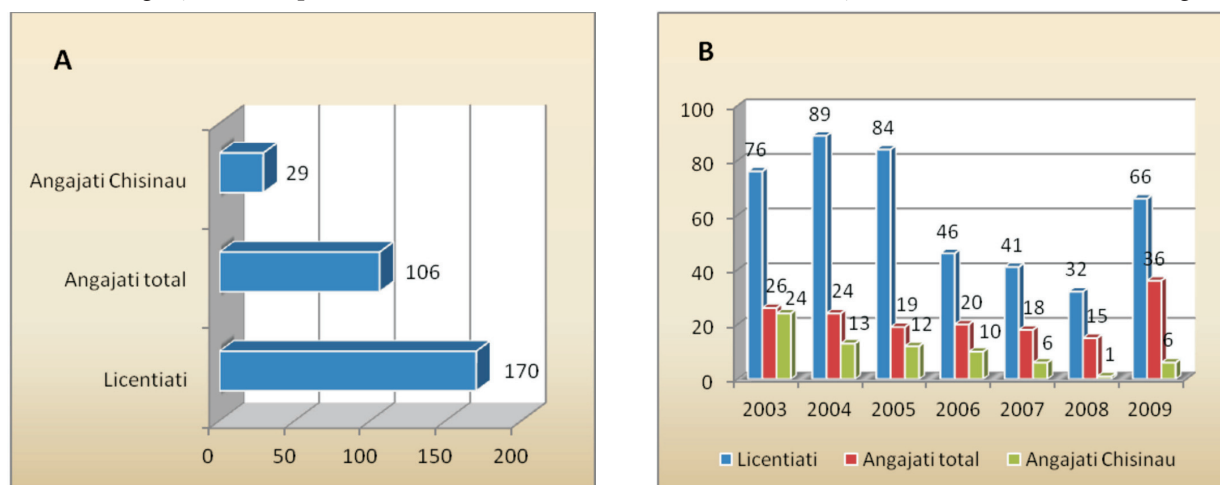 A
Angajati Chisinau
29
Angajati total
106
Licentiati
170
0 50 100 150 200
B
100
80
60
40
20
0
76 89 84 46 41 32 66
26 24 19 20 18 15 36
24 13 12 10 6 1 6
2003 2004 2005 2006 2007 2008 2009
Licentiati Angajati total Angajati Chisinau